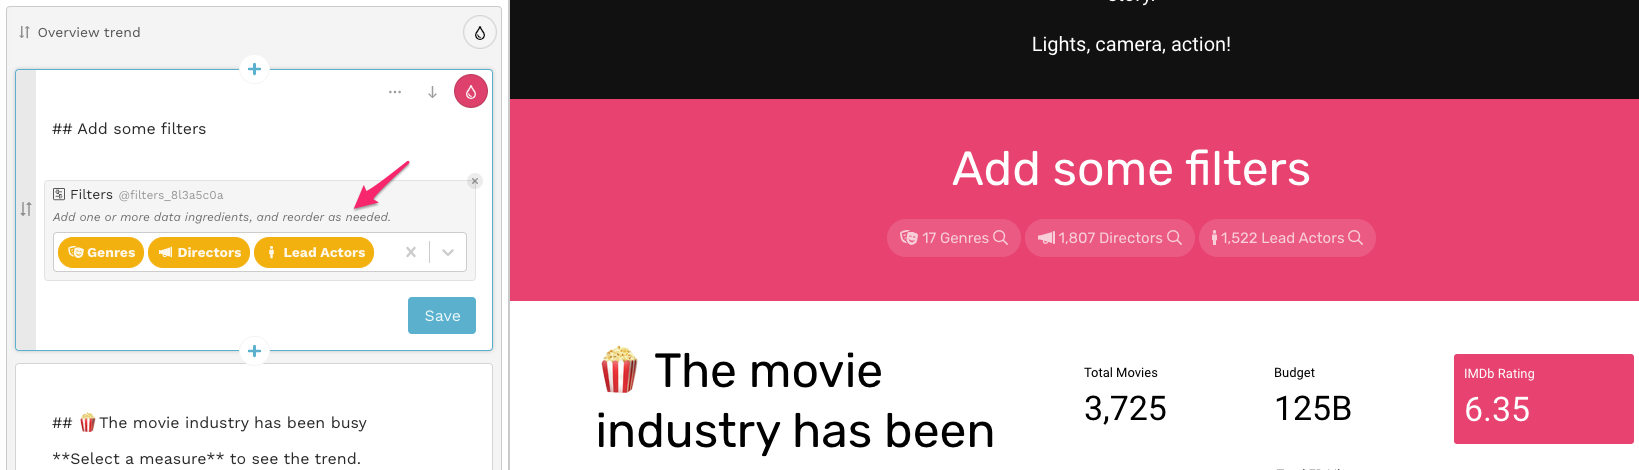 Overview trend
## Add some filters
Filters @filters_8l3a5c0a
Add one or more data ingredients, and reorder as needed.
Genres Directors Lead Actors
Save
## 🍿The movie industry has been busy
**Select a measure** to see the trend.
Lights, camera, action!
Add some filters
17 Genres 1,807 Directors 1,522 Lead Actors
🍿 The movie
industry has been
Total Movies
3,725
Budget
125B
IMDb Rating
6.35